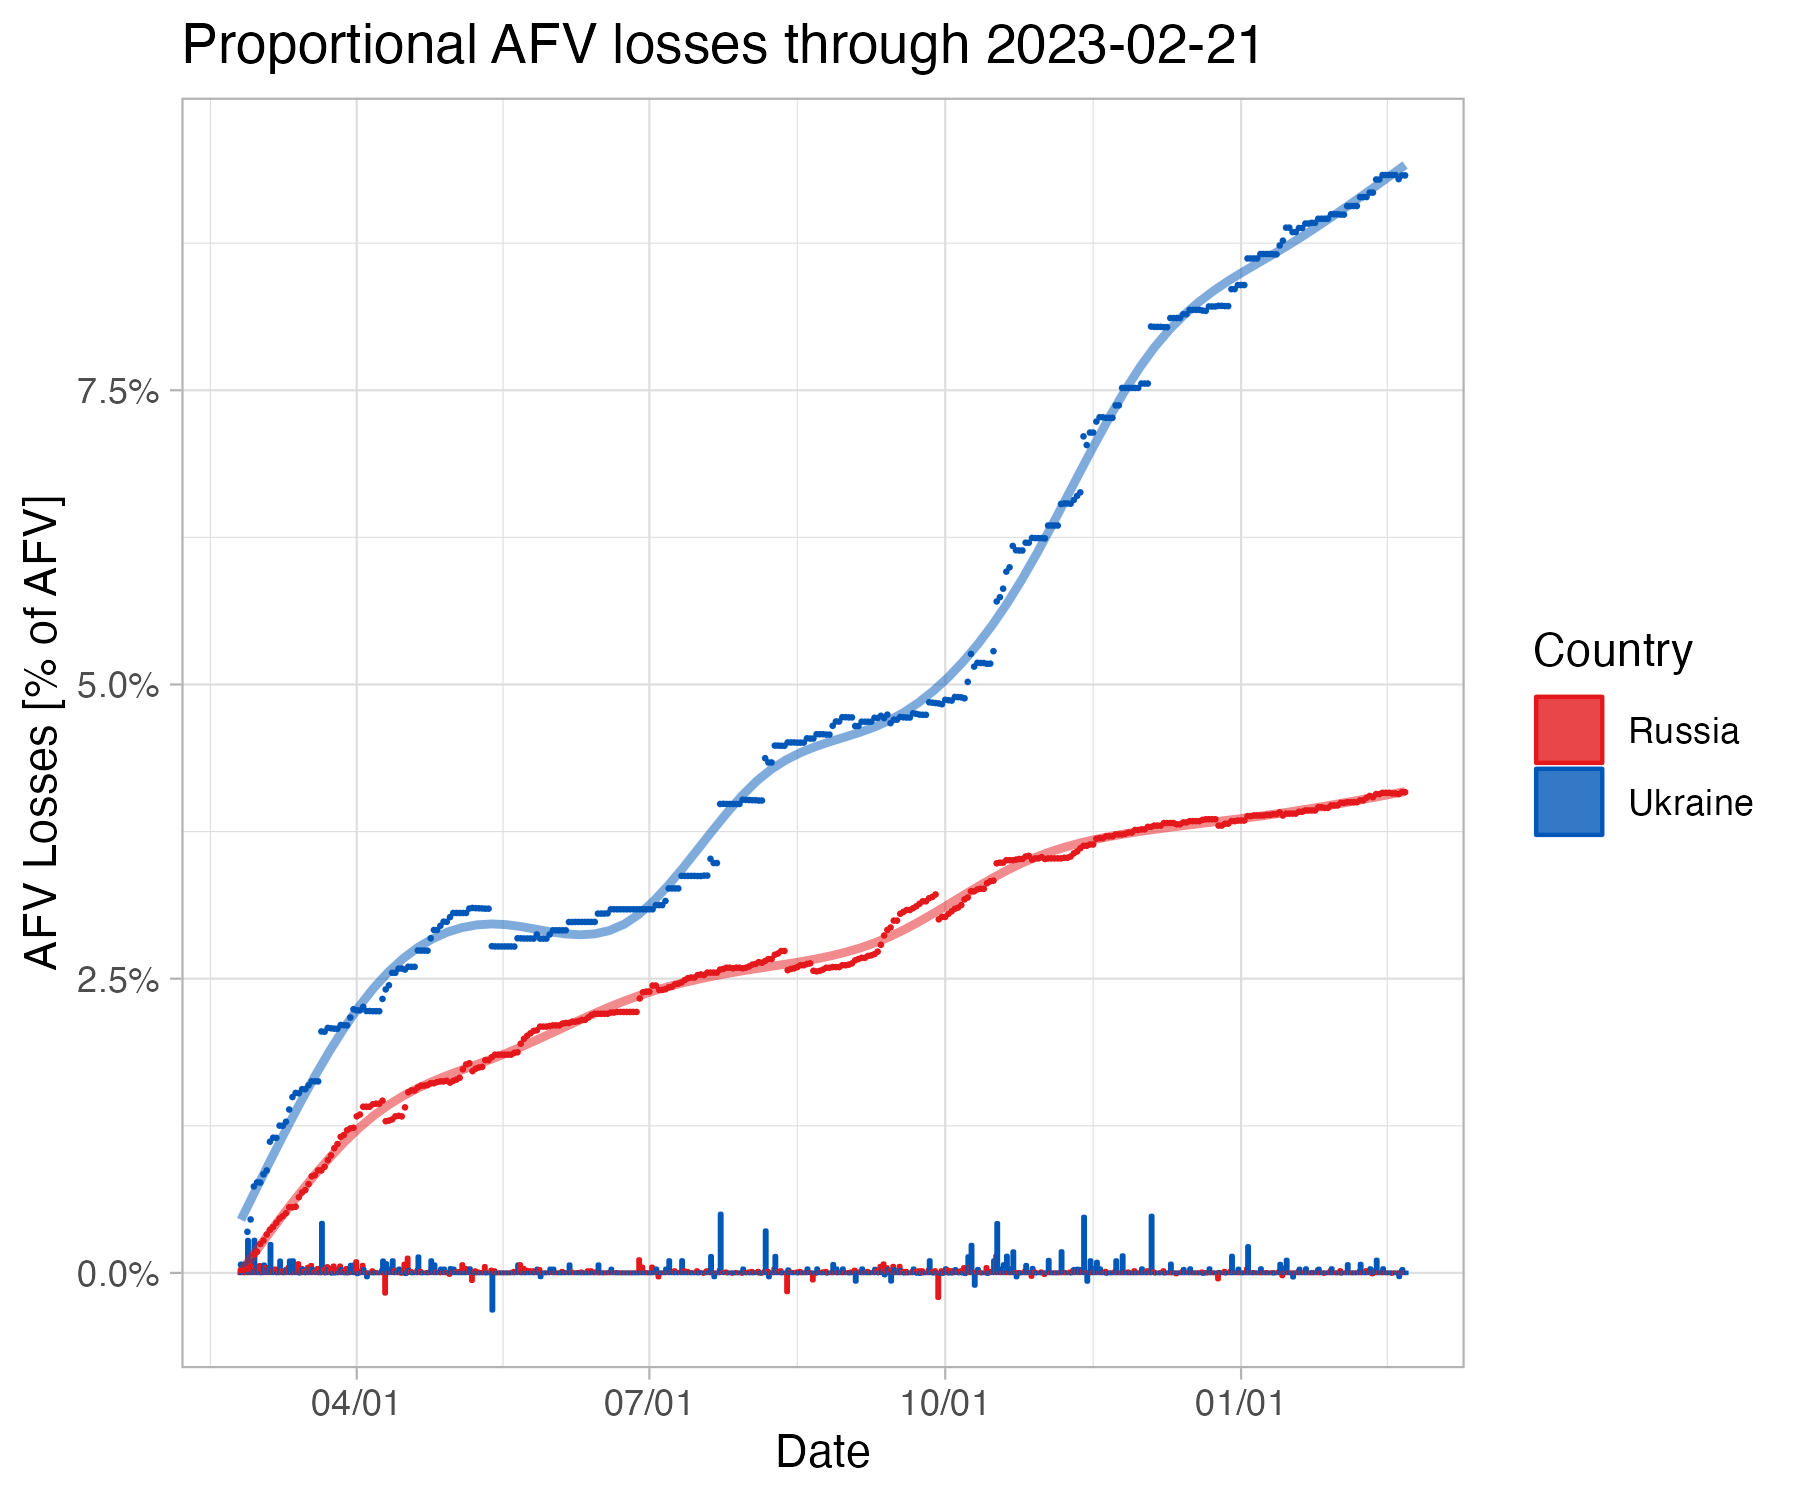 Proportional AFV losses through 2023-02-21
AFV Losses [% of AFV]
7.5%
5.0%
2.5%
0.0%
04/01
07/01
10/01
01/01
Date
Country
Russia
Ukraine